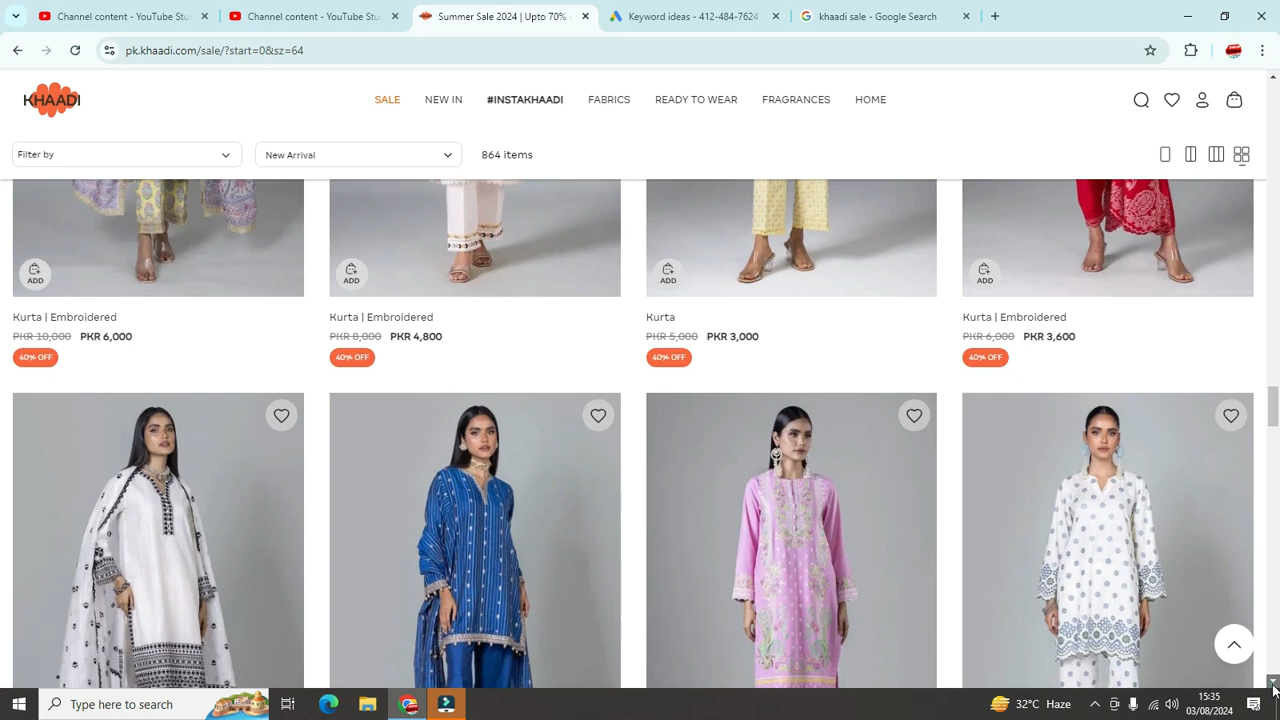 Channel content - YouTube Stu
Channel content - YouTube Stu
Summer Sale 2024 | Upto 70%
Keyword ideas - 412-484-7624
khaadi sale - Google Search
pk.khaadi.com/sale/?start=0&sz=64
KHAADI
SALE
NEW IN
#INSTAKHAADI
FABRICS
READY TO WEAR
FRAGRANCES
HOME
Filter by
New Arrival
864 items
ADD
ADD
ADD
ADD
Kurta | Embroidered
Kurta | Embroidered
Kurta
Kurta | Embroidered
PKR 10,000 PKR 6,000
PKR 8,000 PKR 4,800
PKR 5,000 PKR 3,000
PKR 6,000 PKR 3,600
40% OFF
40% OFF
40% OFF
40% OFF
Type here to search
32°C Haze
15:35
03/08/2024